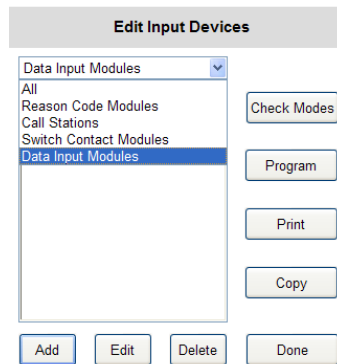 Edit Input Devices
Data Input Modules
All
Reason Code Modules
Call Stations
Switch Contact Modules
Data Input Modules
Check Modes
Program
Print
Copy
Add Edit Delete Done